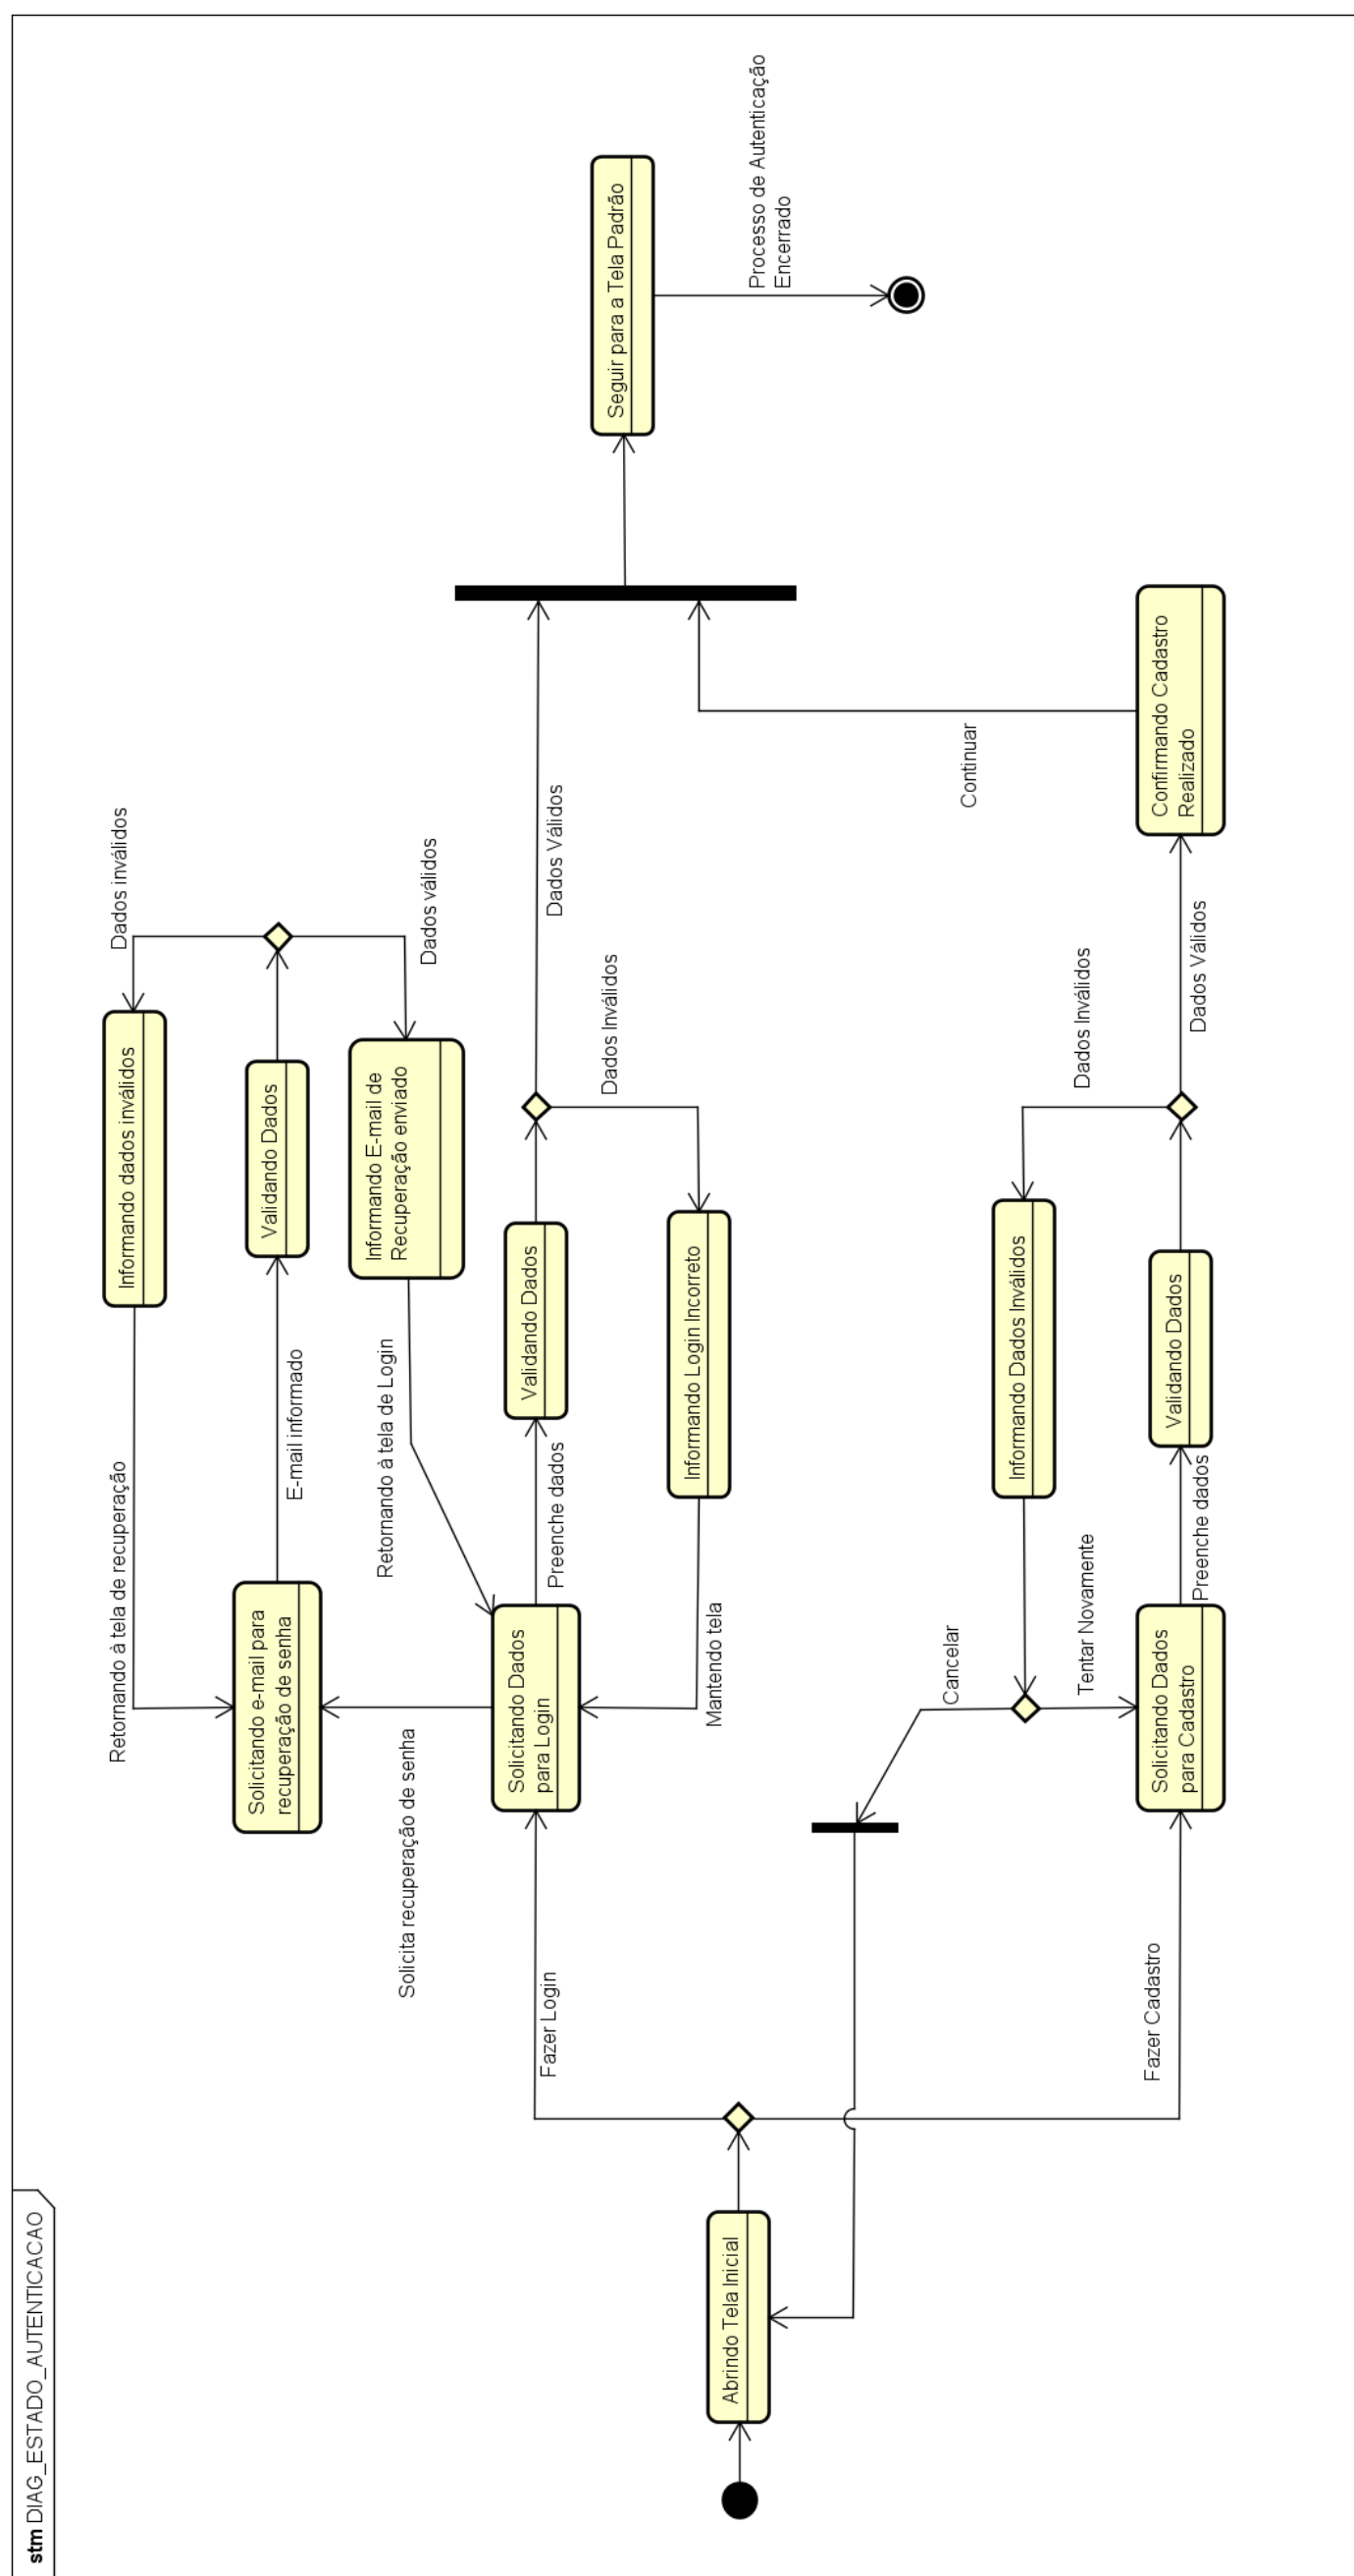 stm DIAG_ESTADO_AUTENTICACAO
Retornando à tela de recuperação
Informando dados inválidos
Dados inválidos
Solicitando e-mail para
recuperação de senha
E-mail informado
Validando Dados
Informando E-mail de
Recuperação enviado
Dados válidos
Retornando à tela de Login
Solicita recuperação de senha
Fazer Login
Solicitando Dados
para Login
Preenche dados
Validando Dados
Dados Válidos
Mantendo tela
Informando Login Incorreto
Dados Inválidos
Seguir para a Tela Padrão
Processo de Autenticação
Encerrado
Abrindo Tela Inicial
Cancelar
Continuar
Informando Dados Inválidos
Tentar Novamente
Dados Inválidos
Fazer Cadastro
Solicitando Dados
para Cadastro
Preenche dados
Validando Dados
Dados Válidos
Confirmando Cadastro
Realizado